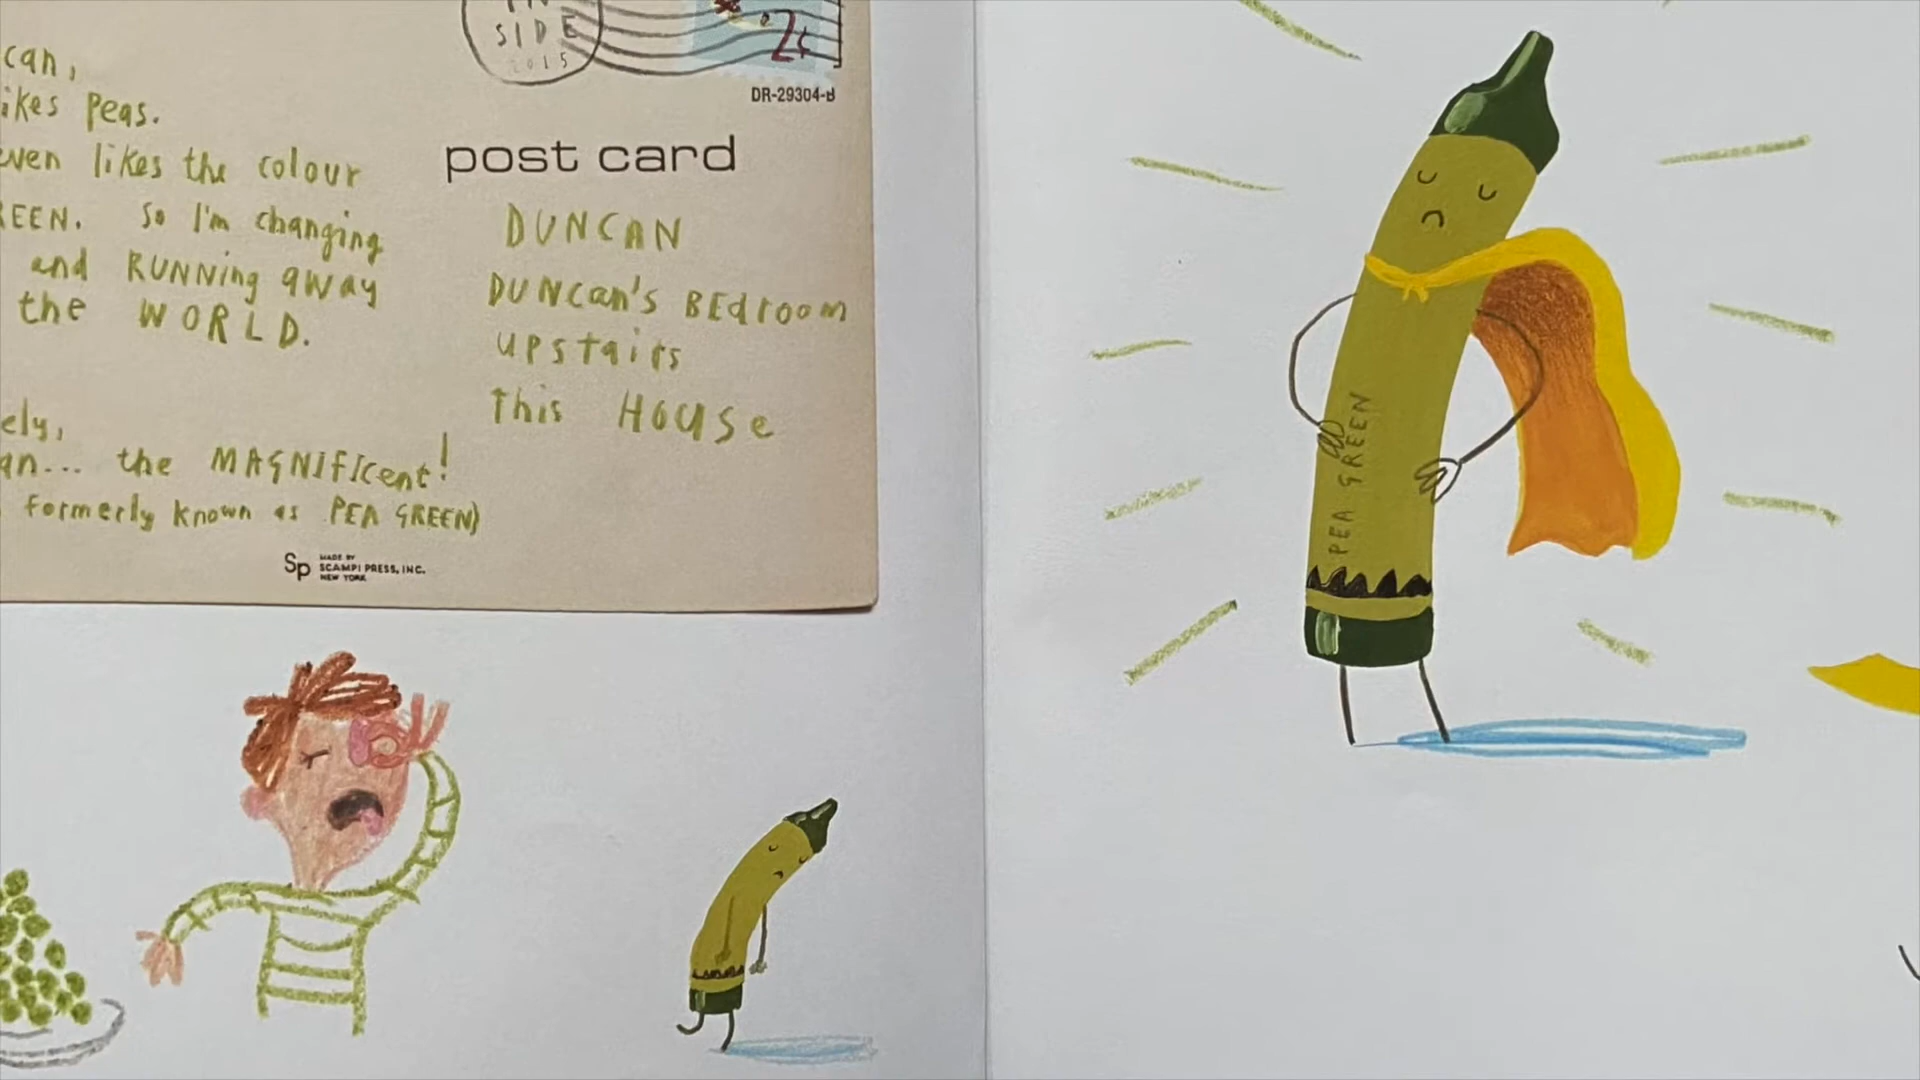 can,
ikes peas.
ven likes the colour
REEN. So I'm changing
and RUNNing away
the WORLD.
ely,
an... the MAGNIFIcent!
formerly known as PEA GREEN)
Sp MADE BY
SCAMPI PRESS, INC.
NEW YORK
SIDE
2015
2¢
DR-29304-B
post card
DUNCAN
DUNCan's BEdroom
upstairs
this House
PEA GREEN